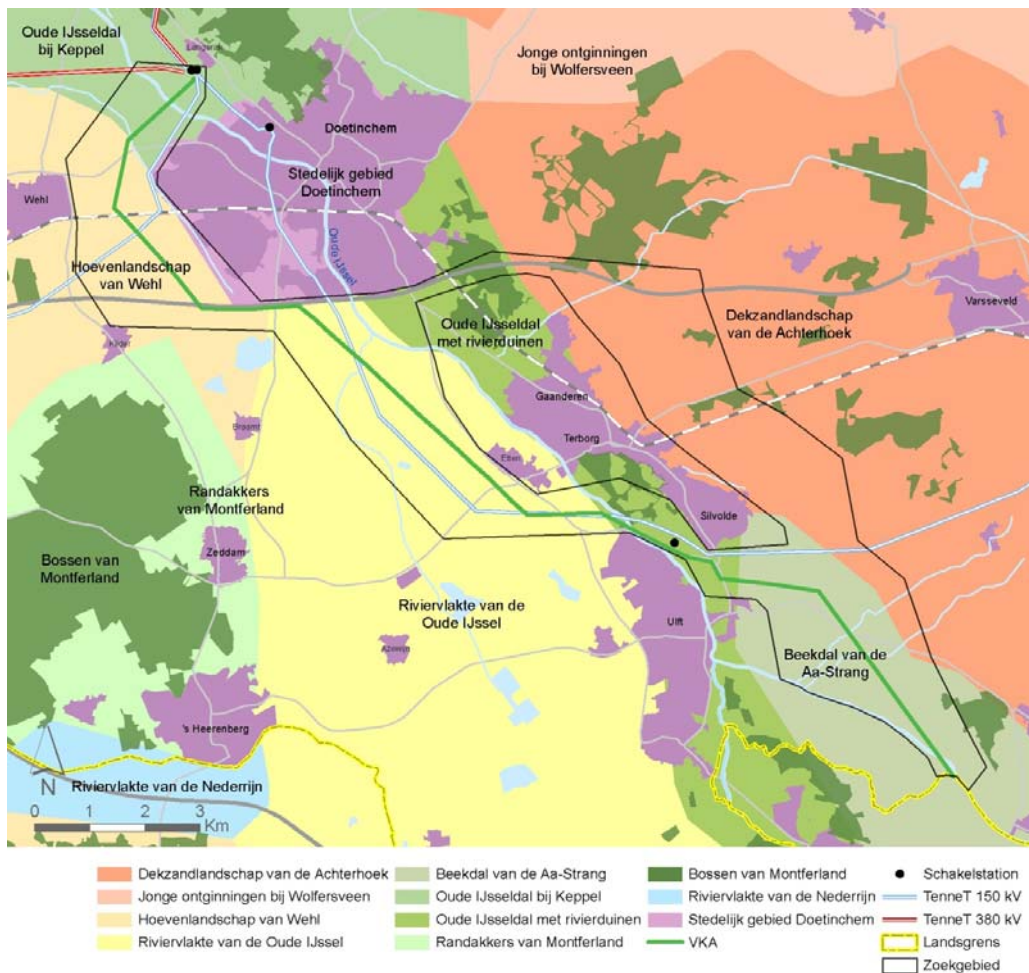 Oude IJsseldal
bij Keppel
Langerak
Jonge ontginningen
bij Wolfersveen
Doetinchem
Stedelijk gebied
Doetinchem
Wehl
Oude IJssel
Hoevenlandschap
van Wehl
Varsseveld
Dekzandlandschap
van de Achterhoek
Oude IJsseldal
met rivierduinen
Kilder
Gaanderen
Braamt
Terborg
Etten
Randakkers
van Montferland
Silvolde
Zeddam
Bossen van
Montferland
Riviervlakte van de
Oude IJssel
Ulft
Azewijn
Beekdal van de
Aa-Strang
's Heerenberg
N
Riviervlakte van de Nederrijn
0 1 2 3
Km
Dekzandlandschap van de Achterhoek
Jonge ontginningen bij Wolfersveen
Hoevenlandschap van Wehl
Riviervlakte van de Oude IJssel
Beekdal van de Aa-Strang
Oude IJsseldal bij Keppel
Oude IJsseldal met rivierduinen
Randakkers van Montferland
Bossen van Montferland
Riviervlakte van de Nederrijn
Stedelijk gebied Doetinchem
VKA
Schakelstation
TenneT 150 kV
TenneT 380 kV
Landsgrens
Zoekgebied